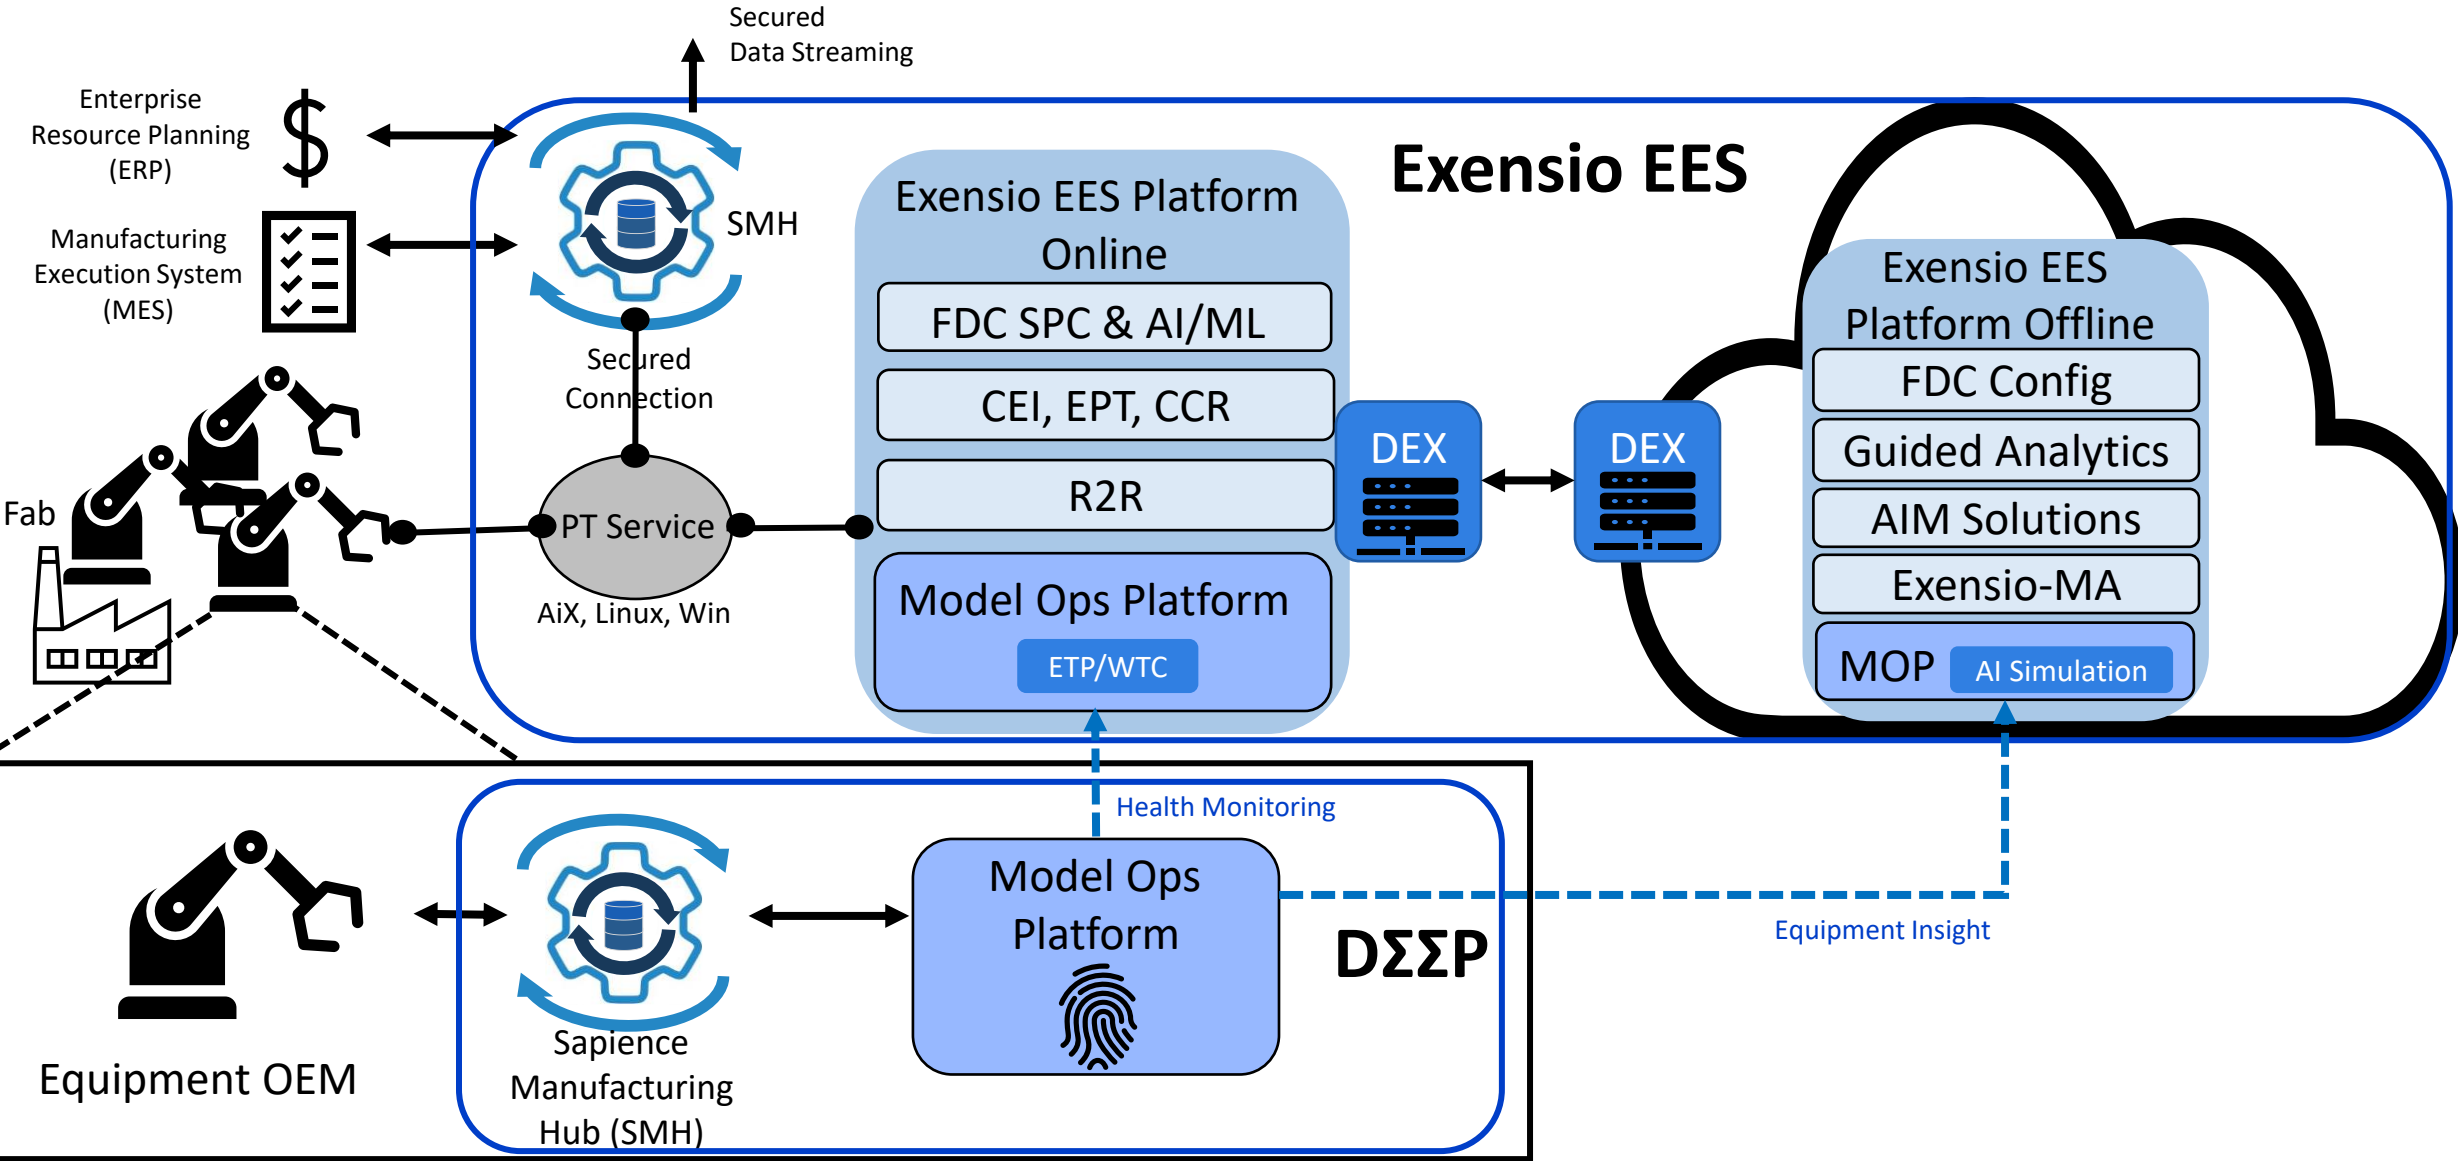 Secured
Data Streaming
Enterprise
Resource Planning
(ERP)
$
Manufacturing
Execution System
(MES)
SMH
Secured
Connection
Fab
PT Service
AiX, Linux, Win
Exensio EES
Exensio EES Platform
Online
FDC SPC & AI/ML
CEI, EPT, CCR
R2R
Model Ops Platform
ETP/WTC
DEX
DEX
Exensio EES
Platform Offline
FDC Config
Guided Analytics
AIM Solutions
Exensio-MA
MOP
AI Simulation
Health Monitoring
Equipment Insight
Equipment OEM
Sapience
Manufacturing
Hub (SMH)
Model Ops
Platform
DΣΣP